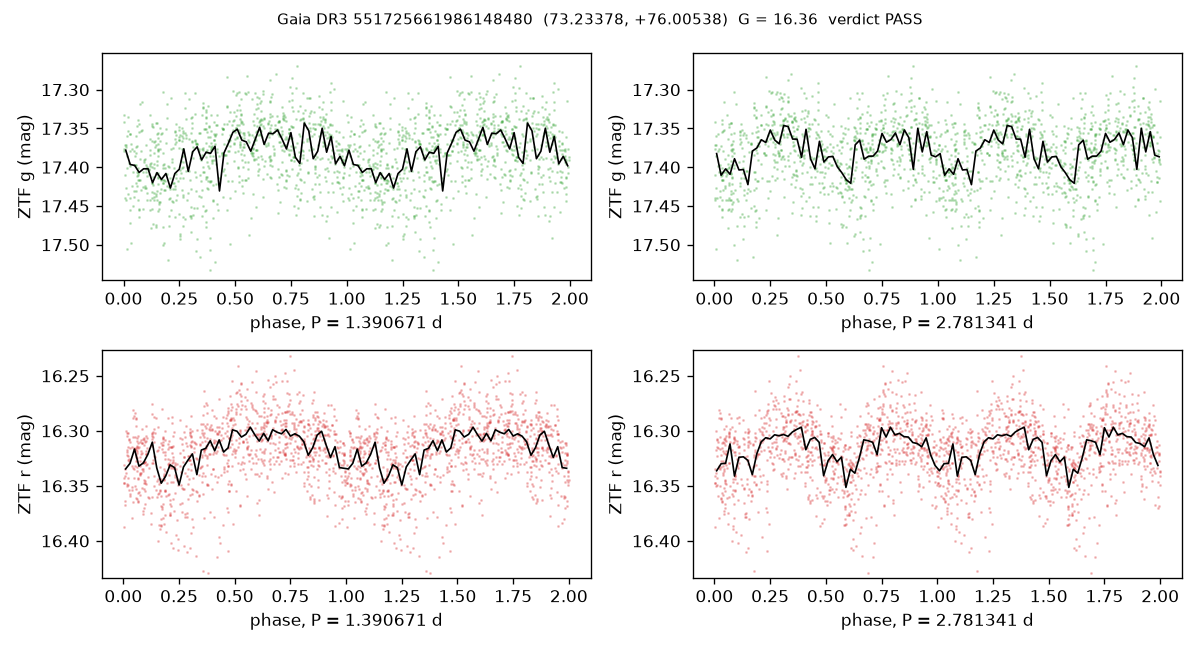 Gaia DR3 551725661986148480 (73.23378, +76.00538) G = 16.36 verdict PASS
ZTF g (mag)
17.30
17.35
17.40
17.45
17.50
0.00 0.25 0.50 0.75 1.00 1.25 1.50 1.75 2.00
phase, P = 1.390671 d
ZTF g (mag)
17.30
17.35
17.40
17.45
17.50
0.00 0.25 0.50 0.75 1.00 1.25 1.50 1.75 2.00
phase, P = 2.781341 d
ZTF r (mag)
16.25
16.30
16.35
16.40
0.00 0.25 0.50 0.75 1.00 1.25 1.50 1.75 2.00
phase, P = 1.390671 d
ZTF r (mag)
16.25
16.30
16.35
16.40
0.00 0.25 0.50 0.75 1.00 1.25 1.50 1.75 2.00
phase, P = 2.781341 d